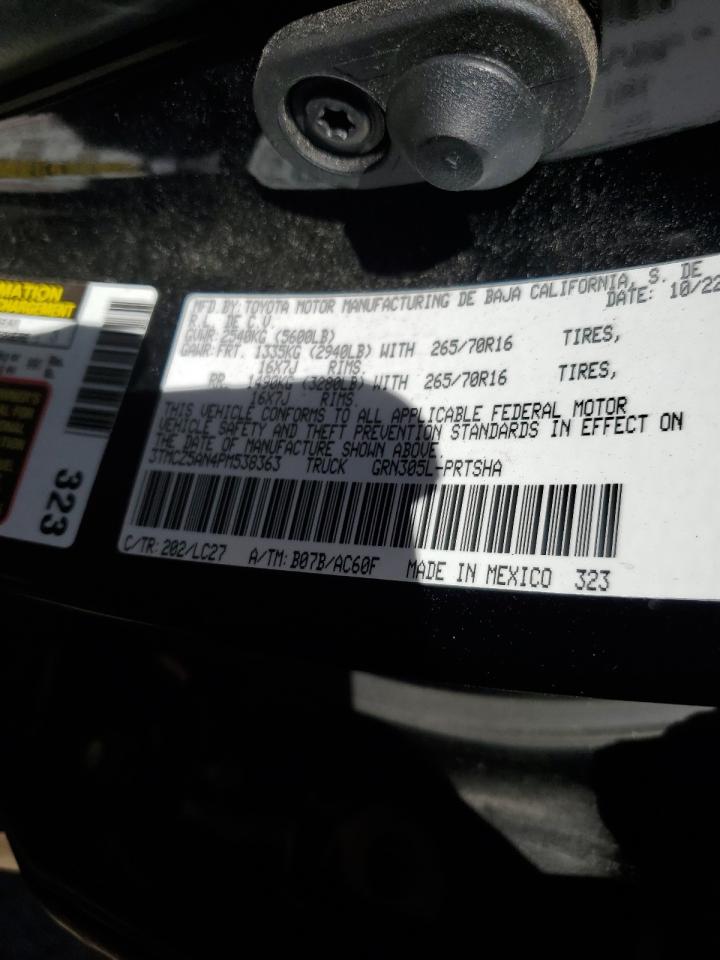 MFD.BY:TOYOTA MOTOR MANUFACTURING DE BAJA CALIFORNIA, S. DE
R.L. DE C.V. DATE: 10/22
GVWR 2540KG (5600LB)
GAWR:FRT. 1335KG (2940LB) WITH 265/70R16 TIRES,
16X7J RIMS
RR. 1490KG (3280LB) WITH 265/70R16 TIRES,
16X7J RIMS
THIS VEHICLE CONFORMS TO ALL APPLICABLE FEDERAL MOTOR
VEHICLE SAFETY AND THEFT PREVENTION STANDARDS IN EFFECT ON
THE DATE OF MANUFACTURE SHOWN ABOVE.
3TMCZ5AN4PM538363 TRUCK GRN305L-PRTSHA
C/TR: 202/LC27 A/TM: B07B/AC60F MADE IN MEXICO 323
323